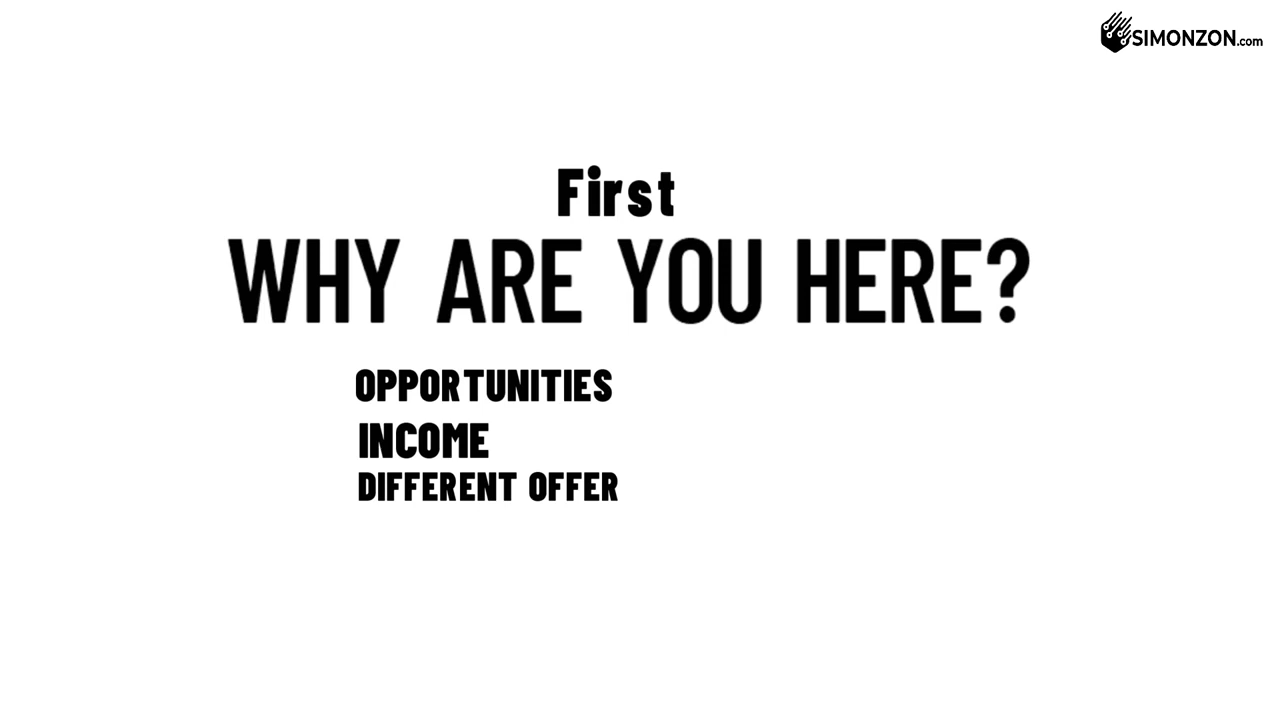 SIMONZON.com
First
WHY ARE YOU HERE?
OPPORTUNITIES
INCOME
DIFFERENT OFFER